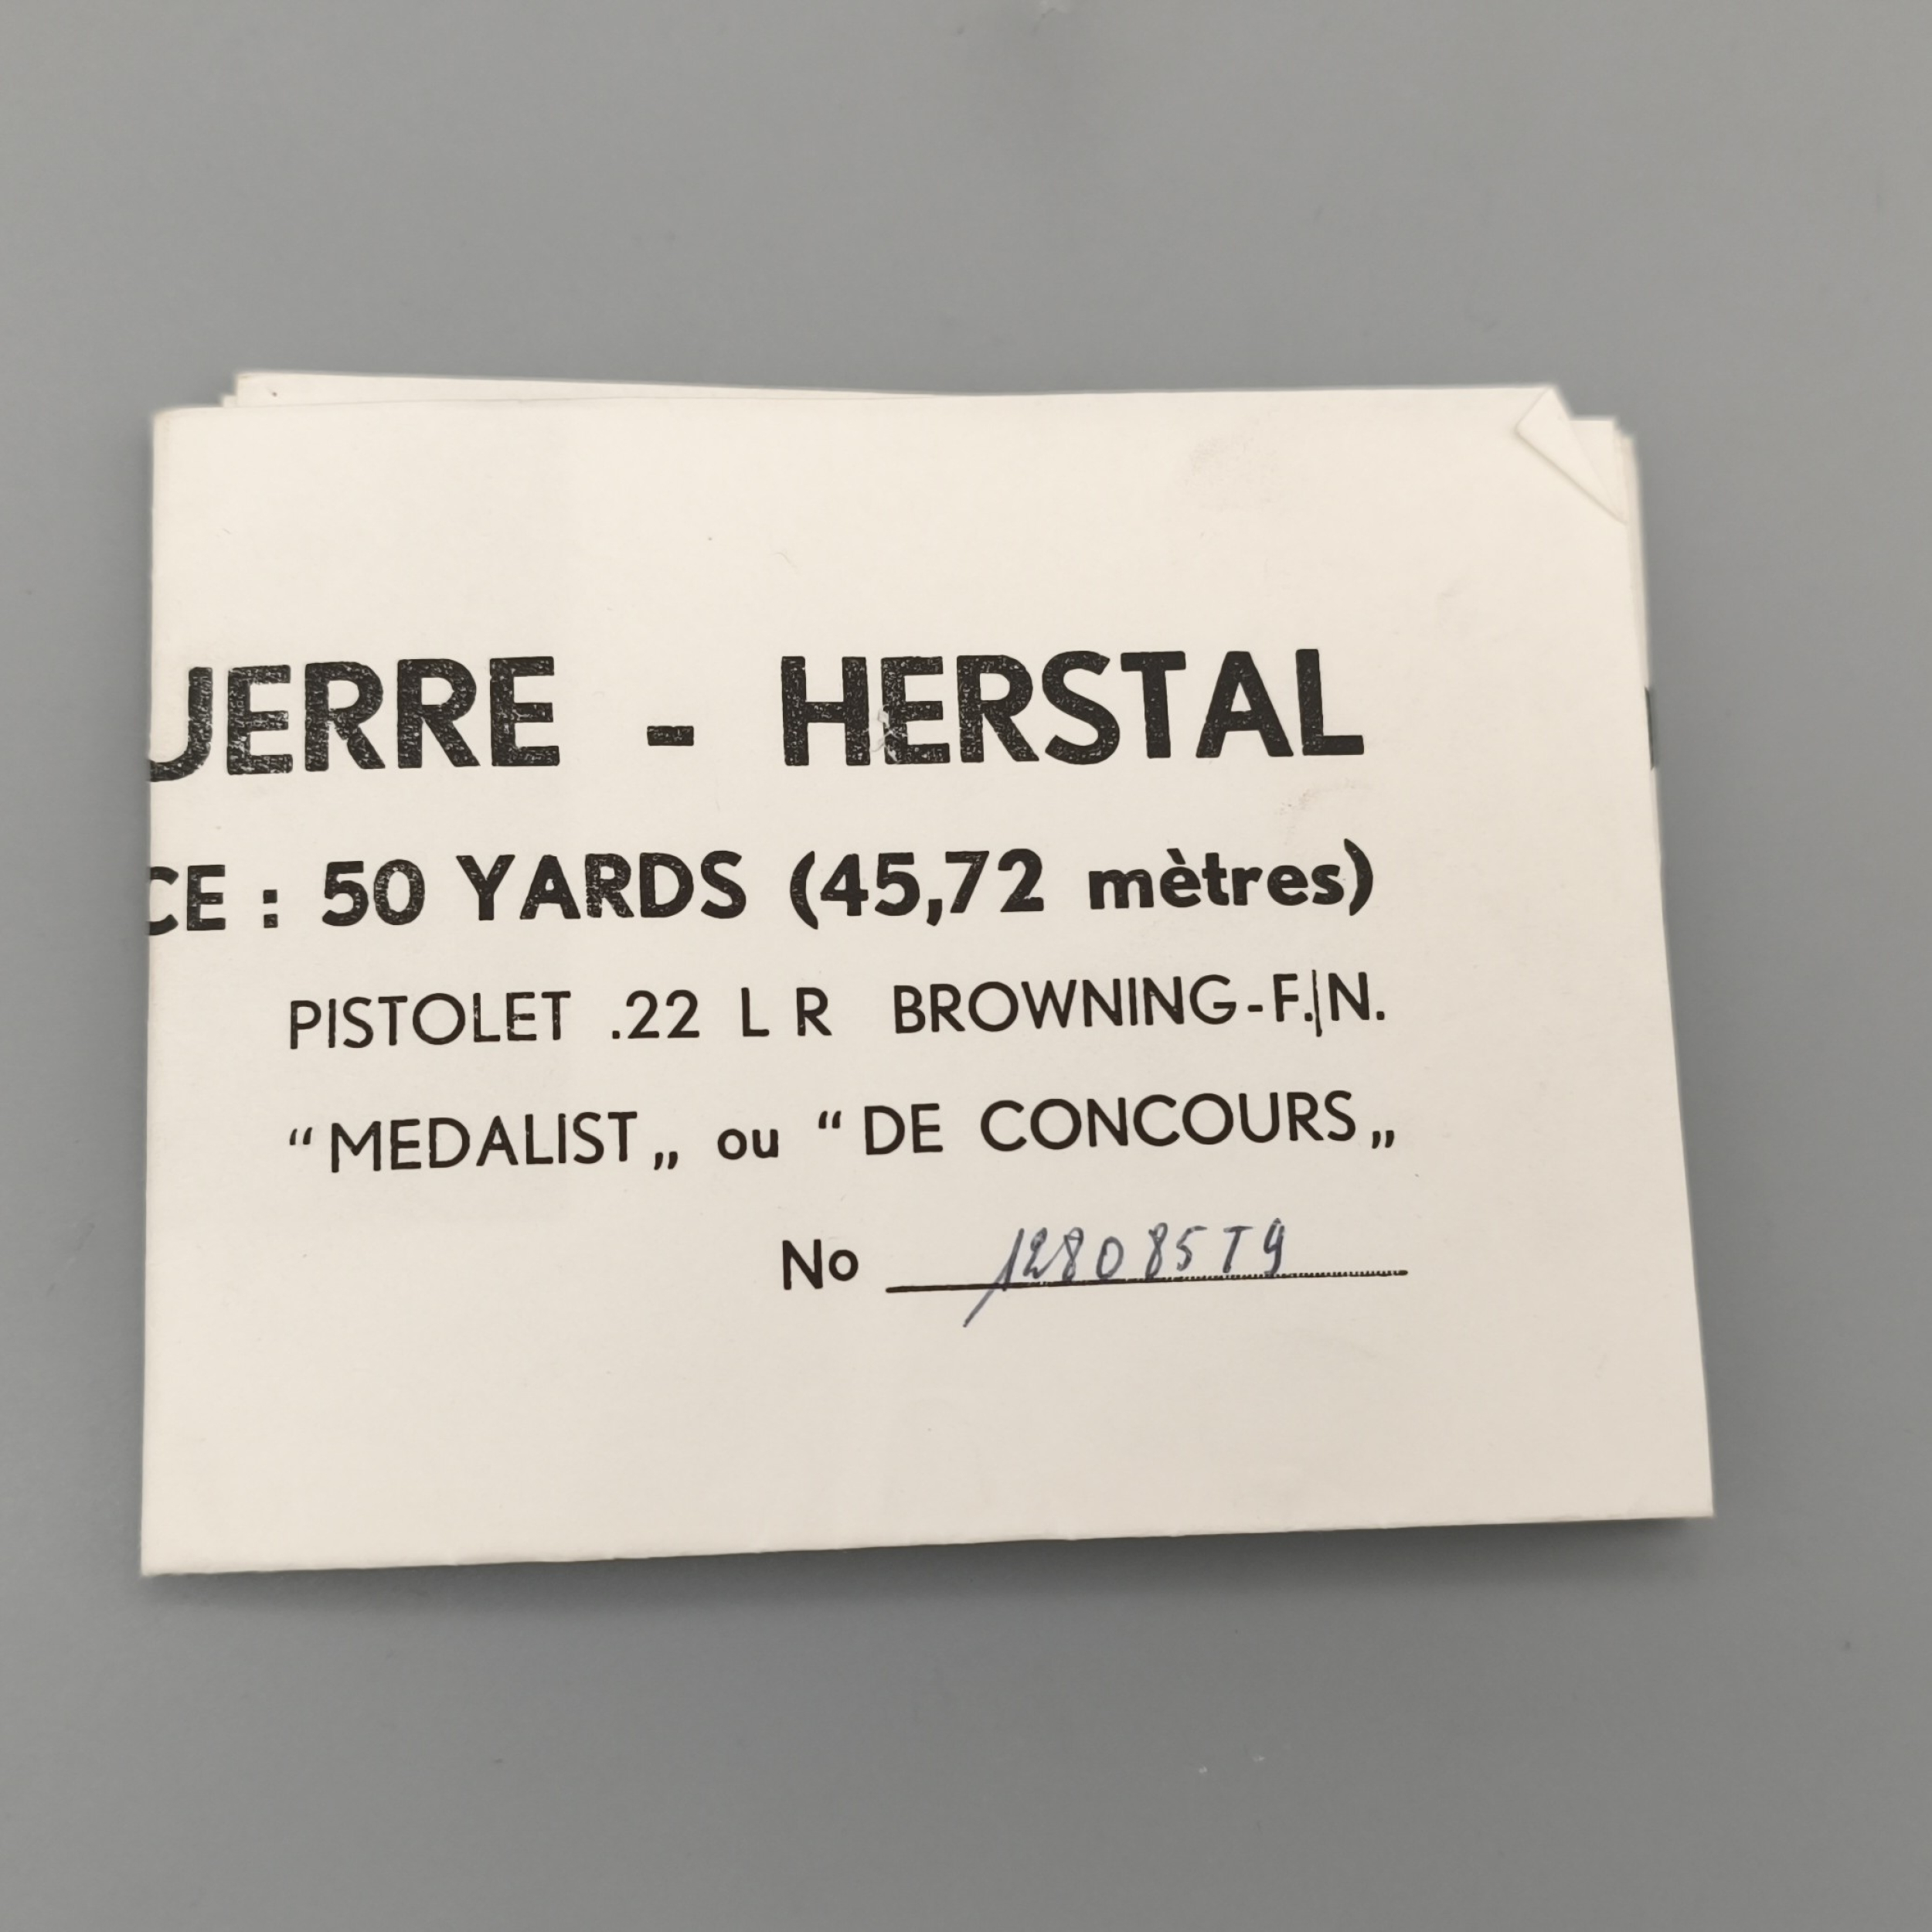 UERRE - HERSTAL
CE : 50 YARDS (45,72 mètres)
PISTOLET .22 L R BROWNING-F.N.
“MEDALIST„ ou “DE CONCOURS„
No 128085T9